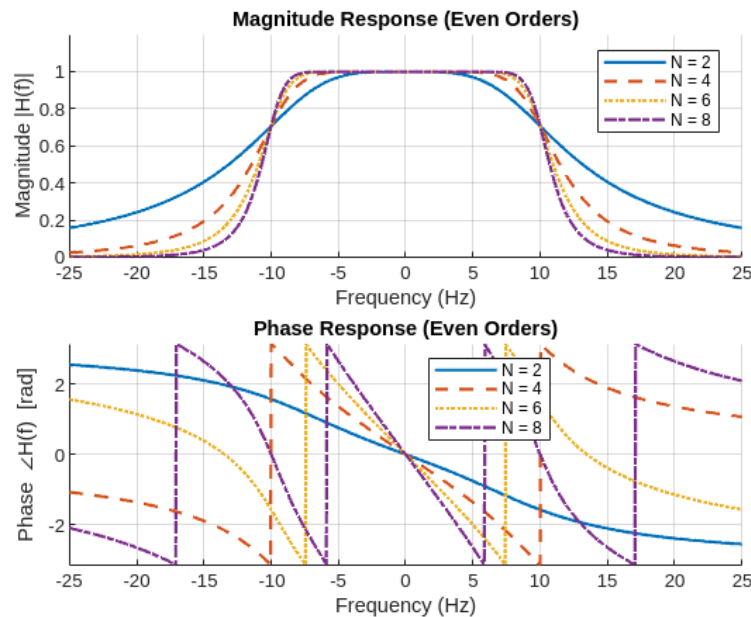 Magnitude Response (Even Orders)
Magnitude |H(f)|
1
0.8
0.6
0.4
0.2
0
N = 2
N = 4
N = 6
N = 8
-25 -20 -15 -10 -5 0 5 10 15 20 25
Frequency (Hz)
Phase Response (Even Orders)
Phase ∠H(f) [rad]
2
0
-2
N = 2
N = 4
N = 6
N = 8
-25 -20 -15 -10 -5 0 5 10 15 20 25
Frequency (Hz)